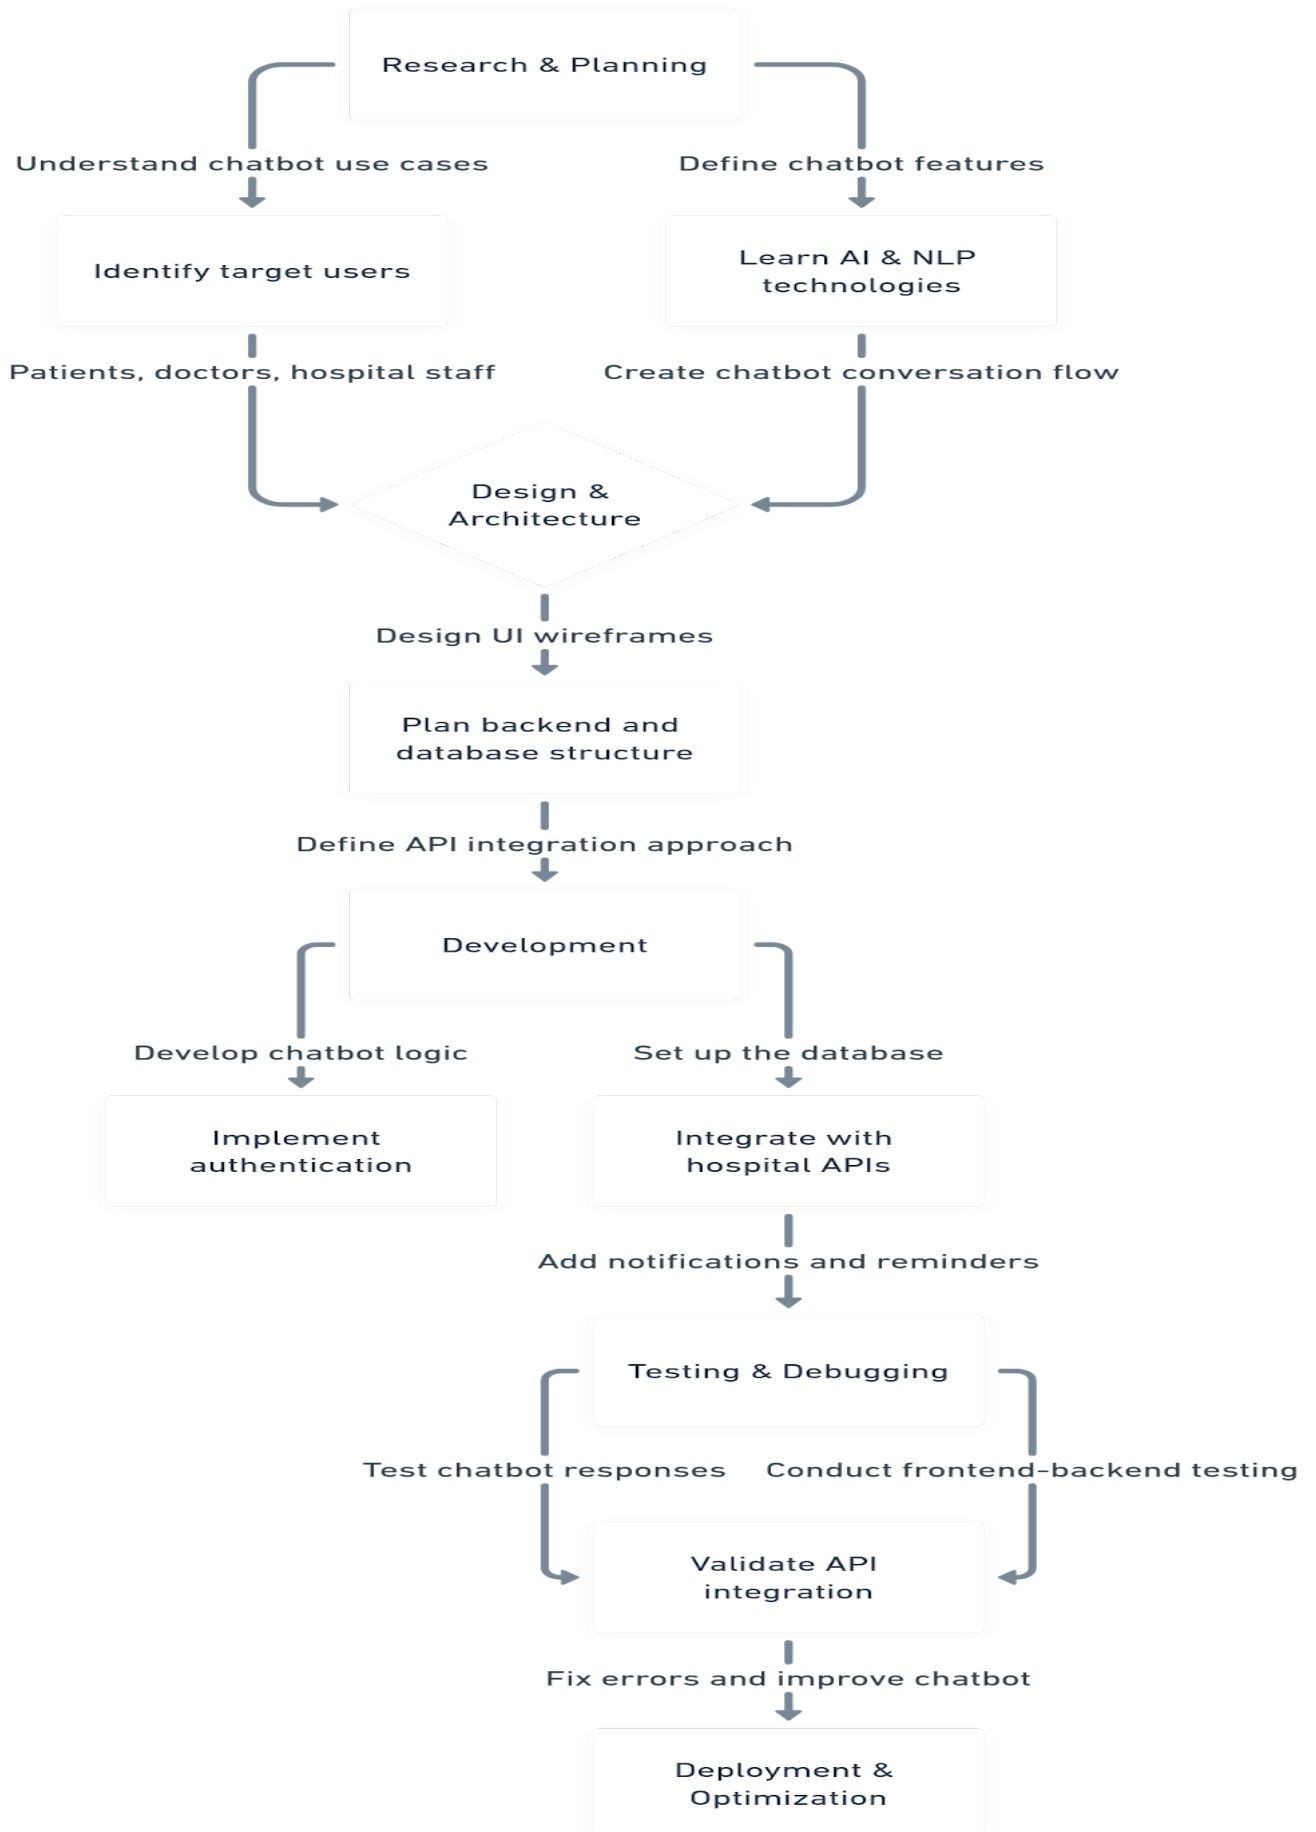 Research & Planning
Understand chatbot use cases
Define chatbot features
Identify target users
Learn AI & NLP
technologies
Patients, doctors, hospital staff
Create chatbot conversation flow
Design &
Architecture
Design UI wireframes
Plan backend and
database structure
Define API integration approach
Development
Develop chatbot logic
Set up the database
Implement
authentication
Integrate with
hospital APIs
Add notifications and reminders
Testing & Debugging
Test chatbot responses
Conduct frontend-backend testing
Validate API
integration
Fix errors and improve chatbot
Deployment &
Optimization